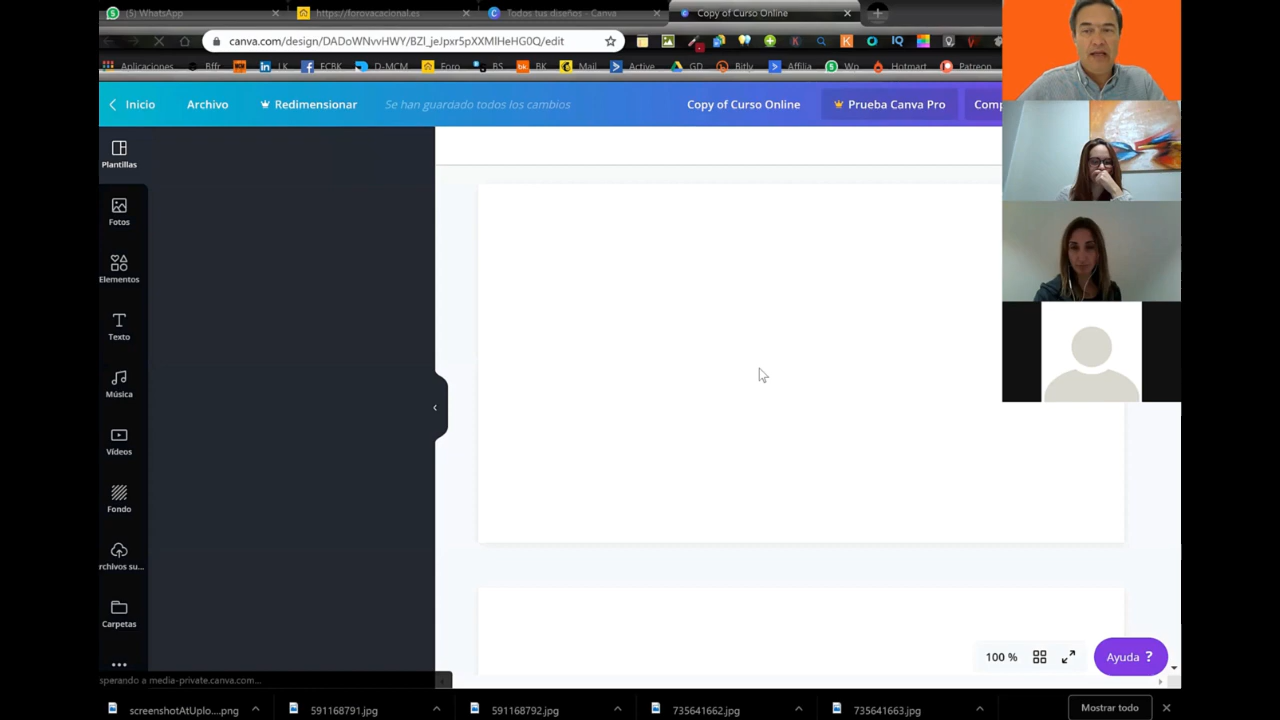 (5) WhatsApp
https://forovacacional.es
Todos tus diseños - Canva
Copy of Curso Online
canva.com/design/DADoWNvvHWY/BZI_jeJpxr5pXXMlHeHG0Q/edit
Aplicaciones
Bffr
LK
FCBK
D-MCM
Foro
BS
BK
Mail
Active
GD
Bitly
Affilia
Wp
Hotmart
Patreon
Inicio
Archivo
Redimensionar
Se han guardado todos los cambios
Copy of Curso Online
Prueba Canva Pro
Comp
Plantillas
Fotos
Elementos
Texto
Música
Vídeos
Fondo
rchivos su...
Carpetas
100 %
Ayuda ?
sperando a media-private.canva.com...
screenshotAtUplo....png
591168791.jpg
591168792.jpg
735641662.jpg
735641663.jpg
Mostrar todo